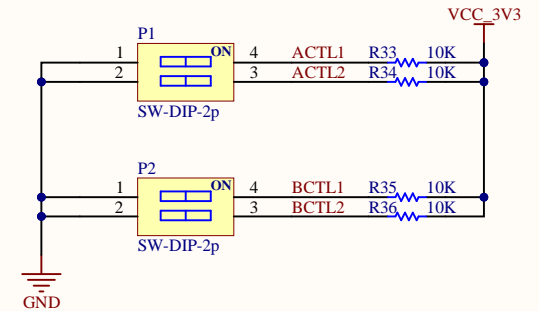 VCC_3V3
P1
1 ON 4 ACTL1 R33 10K
2 3 ACTL2 R34 10K
SW-DIP-2p
P2
1 ON 4 BCTL1 R35 10K
2 3 BCTL2 R36 10K
SW-DIP-2p
GND